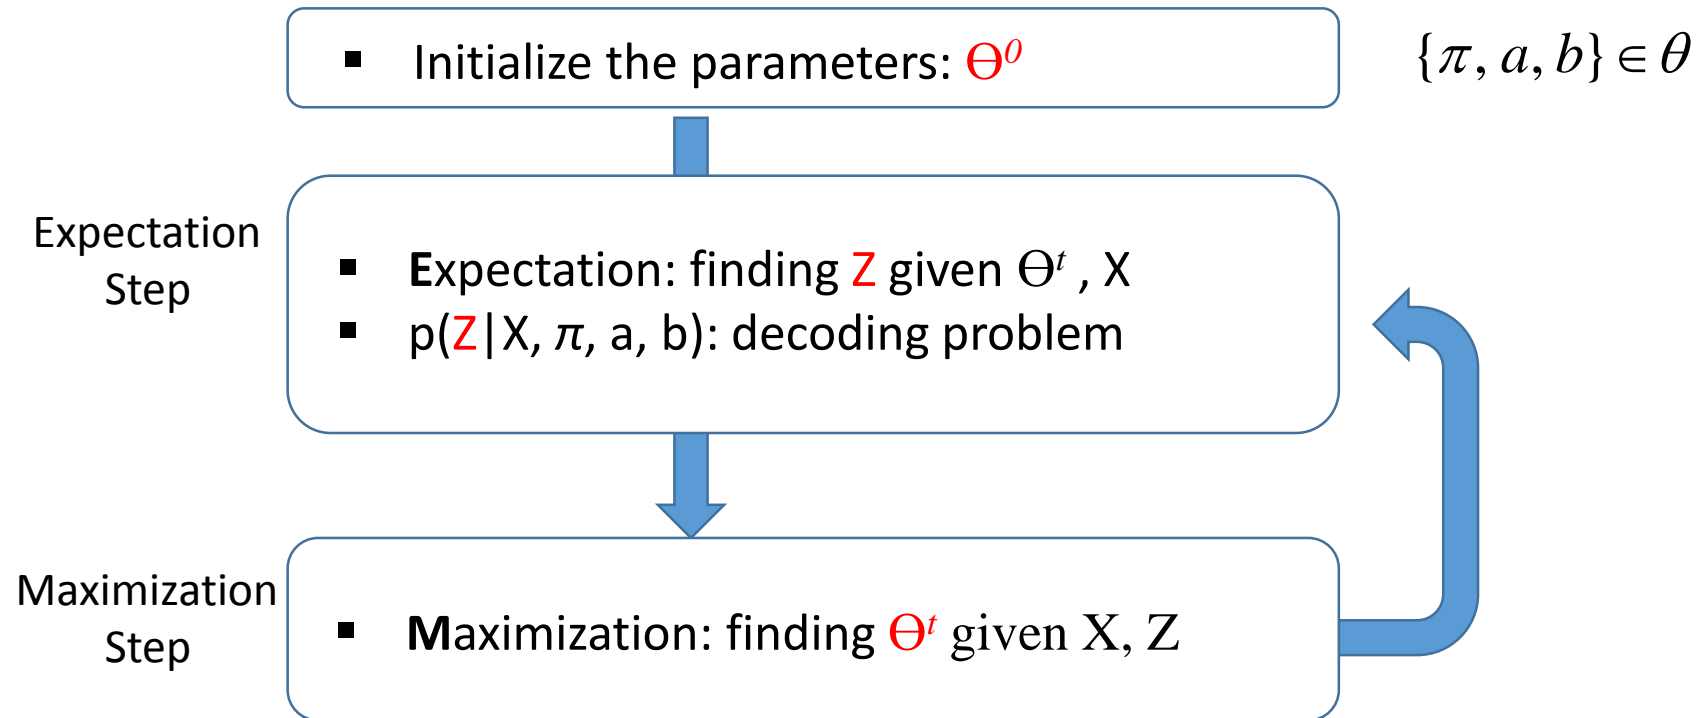 ▪ Initialize the parameters: Θ⁰
{π, a, b} ∈ θ
Expectation
Step
▪ Expectation: finding Z given Θᵗ , X
▪ p(Z|X, π, a, b): decoding problem
Maximization
Step
▪ Maximization: finding Θᵗ given X, Z